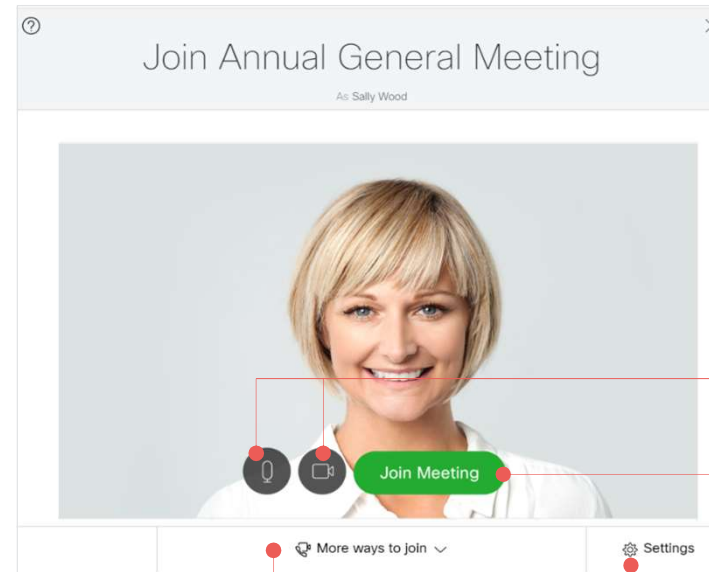 Join Annual General Meeting
As Sally Wood
Join Meeting
More ways to join
Settings